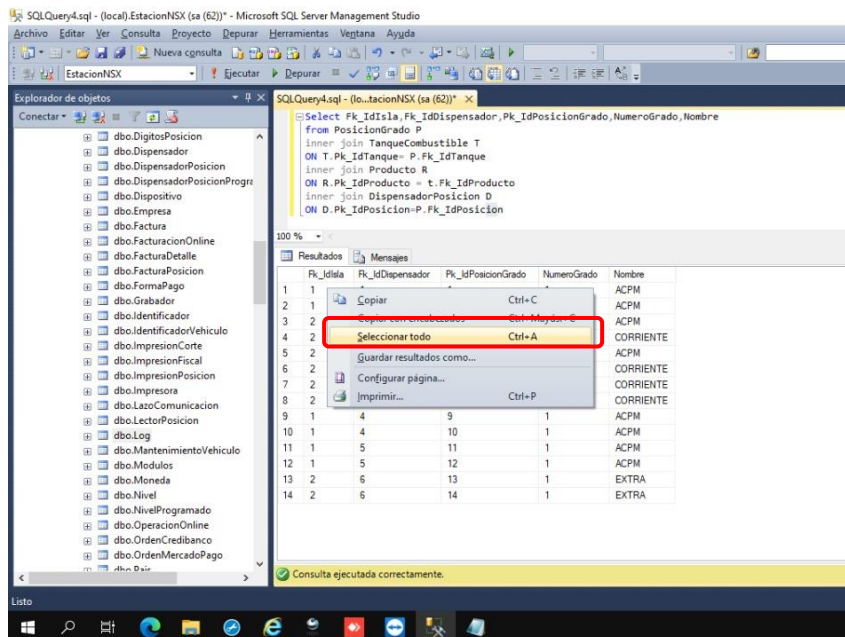 SQLQuery4.sql - (local).EstacionNSX (sa (62))* - Microsoft SQL Server Management Studio
Archivo Editar Ver Consulta Proyecto Depurar Herramientas Ventana Ayuda
Nueva consulta
EstacionNSX Ejecutar Depurar
Explorador de objetos
Conectar
dbo.DigitosPosicion
dbo.Dispensador
dbo.DispensadorPosicion
dbo.DispensadorPosicionProgra
dbo.Dispositivo
dbo.Empresa
dbo.Factura
dbo.FacturacionOnline
dbo.FacturaDetalle
dbo.FacturaPosicion
dbo.FormaPago
dbo.Grabador
dbo.Identificador
dbo.IdentificadorVehiculo
dbo.ImpresionCorte
dbo.ImpresionFiscal
dbo.ImpresionPosicion
dbo.Impresora
dbo.LazoComunicacion
dbo.LectorPosicion
dbo.Log
dbo.MantenimientoVehiculo
dbo.Modulos
dbo.Moneda
dbo.Nivel
dbo.NivelProgramado
dbo.OperacionOnline
dbo.OrdenCredibanco
dbo.OrdenMercadoPago
dbo.Pais
SQLQuery4.sql - (lo...tacionNSX (sa (62))*
Select Fk_IdIsla,Fk_IdDispensador,Pk_IdPosicionGrado,NumeroGrado,Nombre
from PosicionGrado P
inner join TanqueCombustible T
ON T.Pk_IdTanque= P.Fk_IdTanque
inner join Producto R
ON R.Pk_IdProducto = t.Fk_IdProducto
inner join DispensadorPosicion D
ON D.Pk_IdPosicion=P.Fk_IdPosicion
100 %
Resultados Mensajes
Fk_IdIsla Fk_IdDispensador Pk_IdPosicionGrado NumeroGrado Nombre
1 1 ACPM
2 1 ACPM
3 2 ACPM
4 2 CORRIENTE
5 2 ACPM
6 2 CORRIENTE
7 2 CORRIENTE
8 2 CORRIENTE
9 1 4 9 1 ACPM
10 1 4 10 1 ACPM
11 1 5 11 1 ACPM
12 1 5 12 1 ACPM
13 2 6 13 1 EXTRA
14 2 6 14 1 EXTRA
Copiar Ctrl+C
Copiar con encabezados Ctrl+Mayús+C
Seleccionar todo Ctrl+A
Guardar resultados como...
Configurar página...
Imprimir... Ctrl+P
Consulta ejecutada correctamente.
Listo